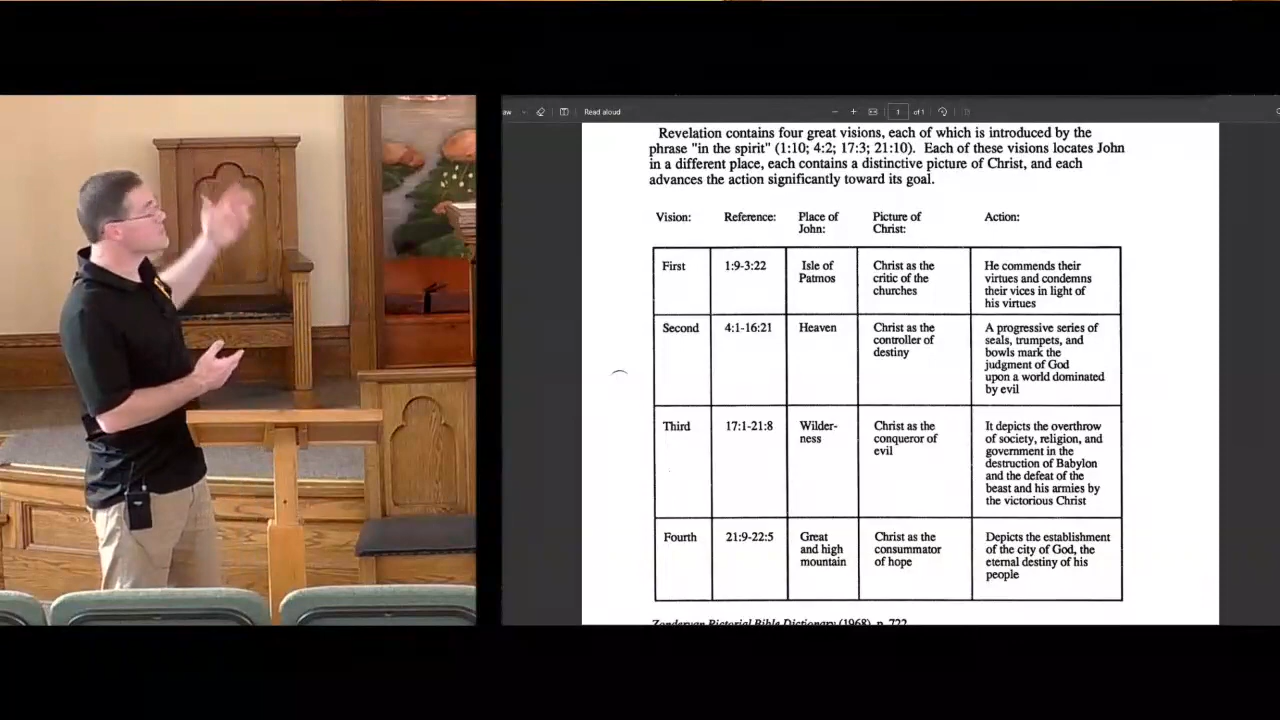 aw
Read aloud
1
of 1
Revelation contains four great visions, each of which is introduced by the
phrase "in the spirit" (1:10; 4:2; 17:3; 21:10). Each of these visions locates John
in a different place, each contains a distinctive picture of Christ, and each
advances the action significantly toward its goal.
Vision: Reference: Place of John: Picture of Christ: Action:
First
1:9-3:22
Isle of
Patmos
Christ as the
critic of the
churches
He commends their
virtues and condemns
their vices in light of
his virtues
Second
4:1-16:21
Heaven
Christ as the
controller of
destiny
A progressive series of
seals, trumpets, and
bowls mark the
judgment of God
upon a world dominated
by evil
Third
17:1-21:8
Wilder-
ness
Christ as the
conqueror of
evil
It depicts the overthrow
of society, religion, and
government in the
destruction of Babylon
and the defeat of the
beast and his armies by
the victorious Christ
Fourth
21:9-22:5
Great
and high
mountain
Christ as the
consummator
of hope
Depicts the establishment
of the city of God, the
eternal destiny of his
people
Zondervan Pictorial Bible Dictionary (1968), p. 722